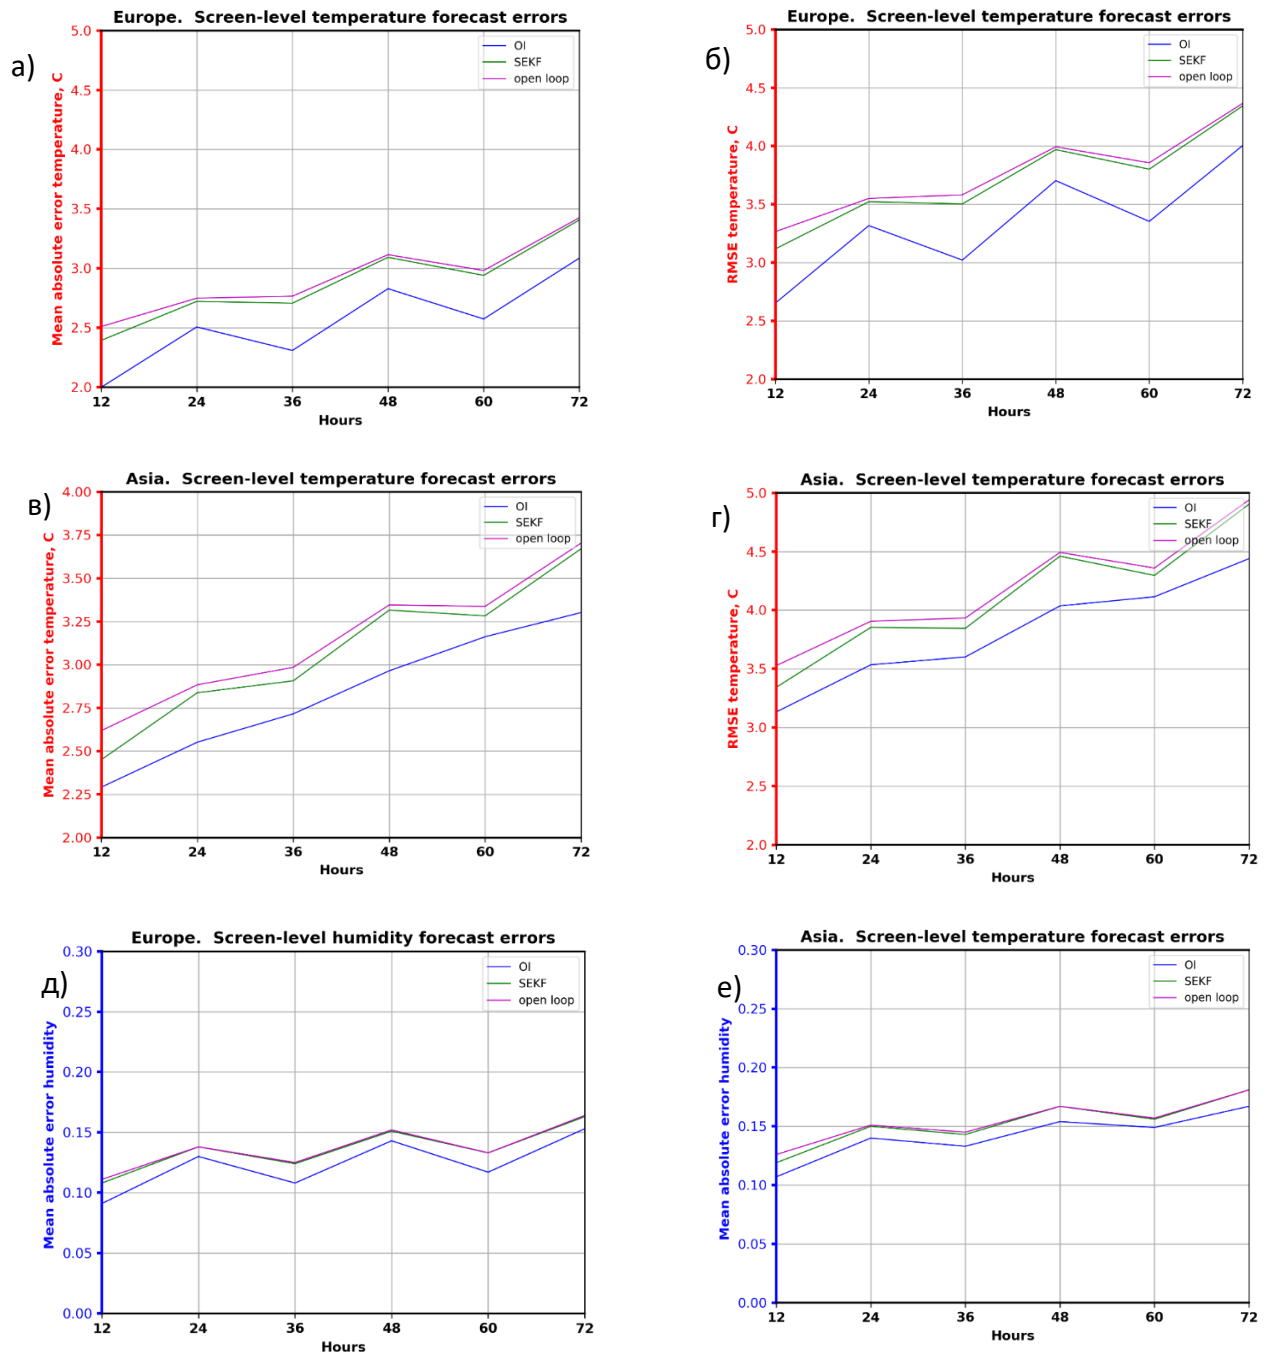 а)
Europe.  Screen-level temperature forecast errors
Mean absolute error temperature, C
5.0
4.5
4.0
3.5
3.0
2.5
2.0
OI
SEKF
open loop
12 24 36 48 60 72
Hours
б)
Europe.  Screen-level temperature forecast errors
RMSE temperature, C
5.0
4.5
4.0
3.5
3.0
2.5
2.0
OI
SEKF
open loop
12 24 36 48 60 72
Hours
в)
Asia.  Screen-level temperature forecast errors
Mean absolute error temperature, C
4.00
3.75
3.50
3.25
3.00
2.75
2.50
2.25
2.00
OI
SEKF
open loop
12 24 36 48 60 72
Hours
г)
Asia.  Screen-level temperature forecast errors
RMSE temperature, C
5.0
4.5
4.0
3.5
3.0
2.5
2.0
OI
SEKF
open loop
12 24 36 48 60 72
Hours
д)
Europe.  Screen-level humidity forecast errors
Mean absolute error humidity
0.30
0.25
0.20
0.15
0.10
0.05
0.00
OI
SEKF
open loop
12 24 36 48 60 72
Hours
е)
Asia.  Screen-level temperature forecast errors
Mean absolute error humidity
0.30
0.25
0.20
0.15
0.10
0.05
0.00
OI
SEKF
open loop
12 24 36 48 60 72
Hours